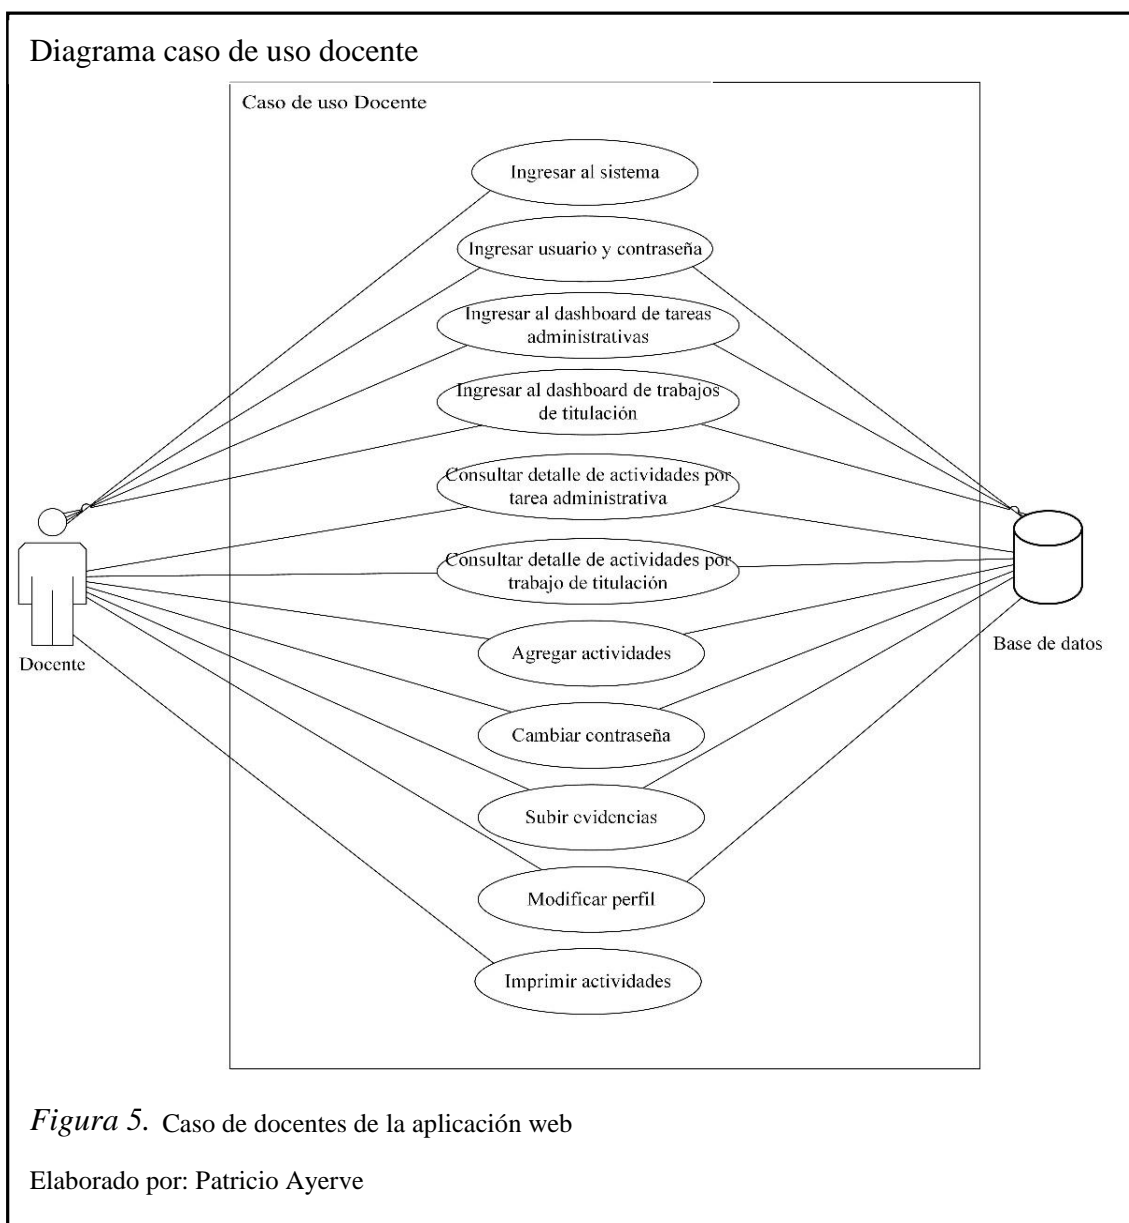 Diagrama caso de uso docente
Caso de uso Docente
Ingresar al sistema
Ingresar usuario y contraseña
Ingresar al dashboard de tareas
administrativas
Ingresar al dashboard de trabajos
de titulación
Consultar detalle de actividades por
tarea administrativa
Consultar detalle de actividades por
trabajo de titulación
Docente
Base de datos
Agregar actividades
Cambiar contraseña
Subir evidencias
Modificar perfil
Imprimir actividades
Figura 5. Caso de docentes de la aplicación web
Elaborado por: Patricio Ayerve